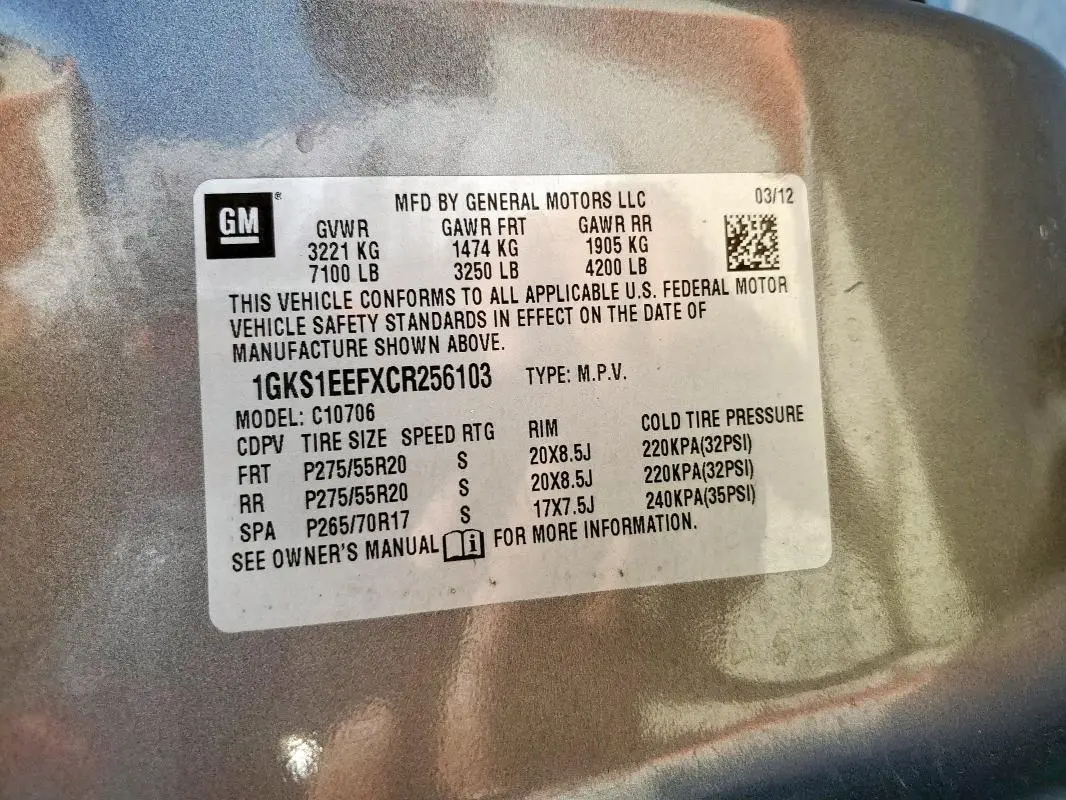 GM ® MFD BY GENERAL MOTORS LLC 03/12
GVWR GAWR FRT GAWR RR
3221 KG 1474 KG 1905 KG
7100 LB 3250 LB 4200 LB
THIS VEHICLE CONFORMS TO ALL APPLICABLE U.S. FEDERAL MOTOR
VEHICLE SAFETY STANDARDS IN EFFECT ON THE DATE OF
MANUFACTURE SHOWN ABOVE.
1GKS1EEFXCR256103 TYPE: M.P.V.
MODEL: C10706
CDPV TIRE SIZE SPEED RTG RIM COLD TIRE PRESSURE
FRT P275/55R20 S 20X8.5J 220KPA(32PSI)
RR P275/55R20 S 20X8.5J 220KPA(32PSI)
SPA P265/70R17 S 17X7.5J 240KPA(35PSI)
SEE OWNER'S MANUAL i FOR MORE INFORMATION.